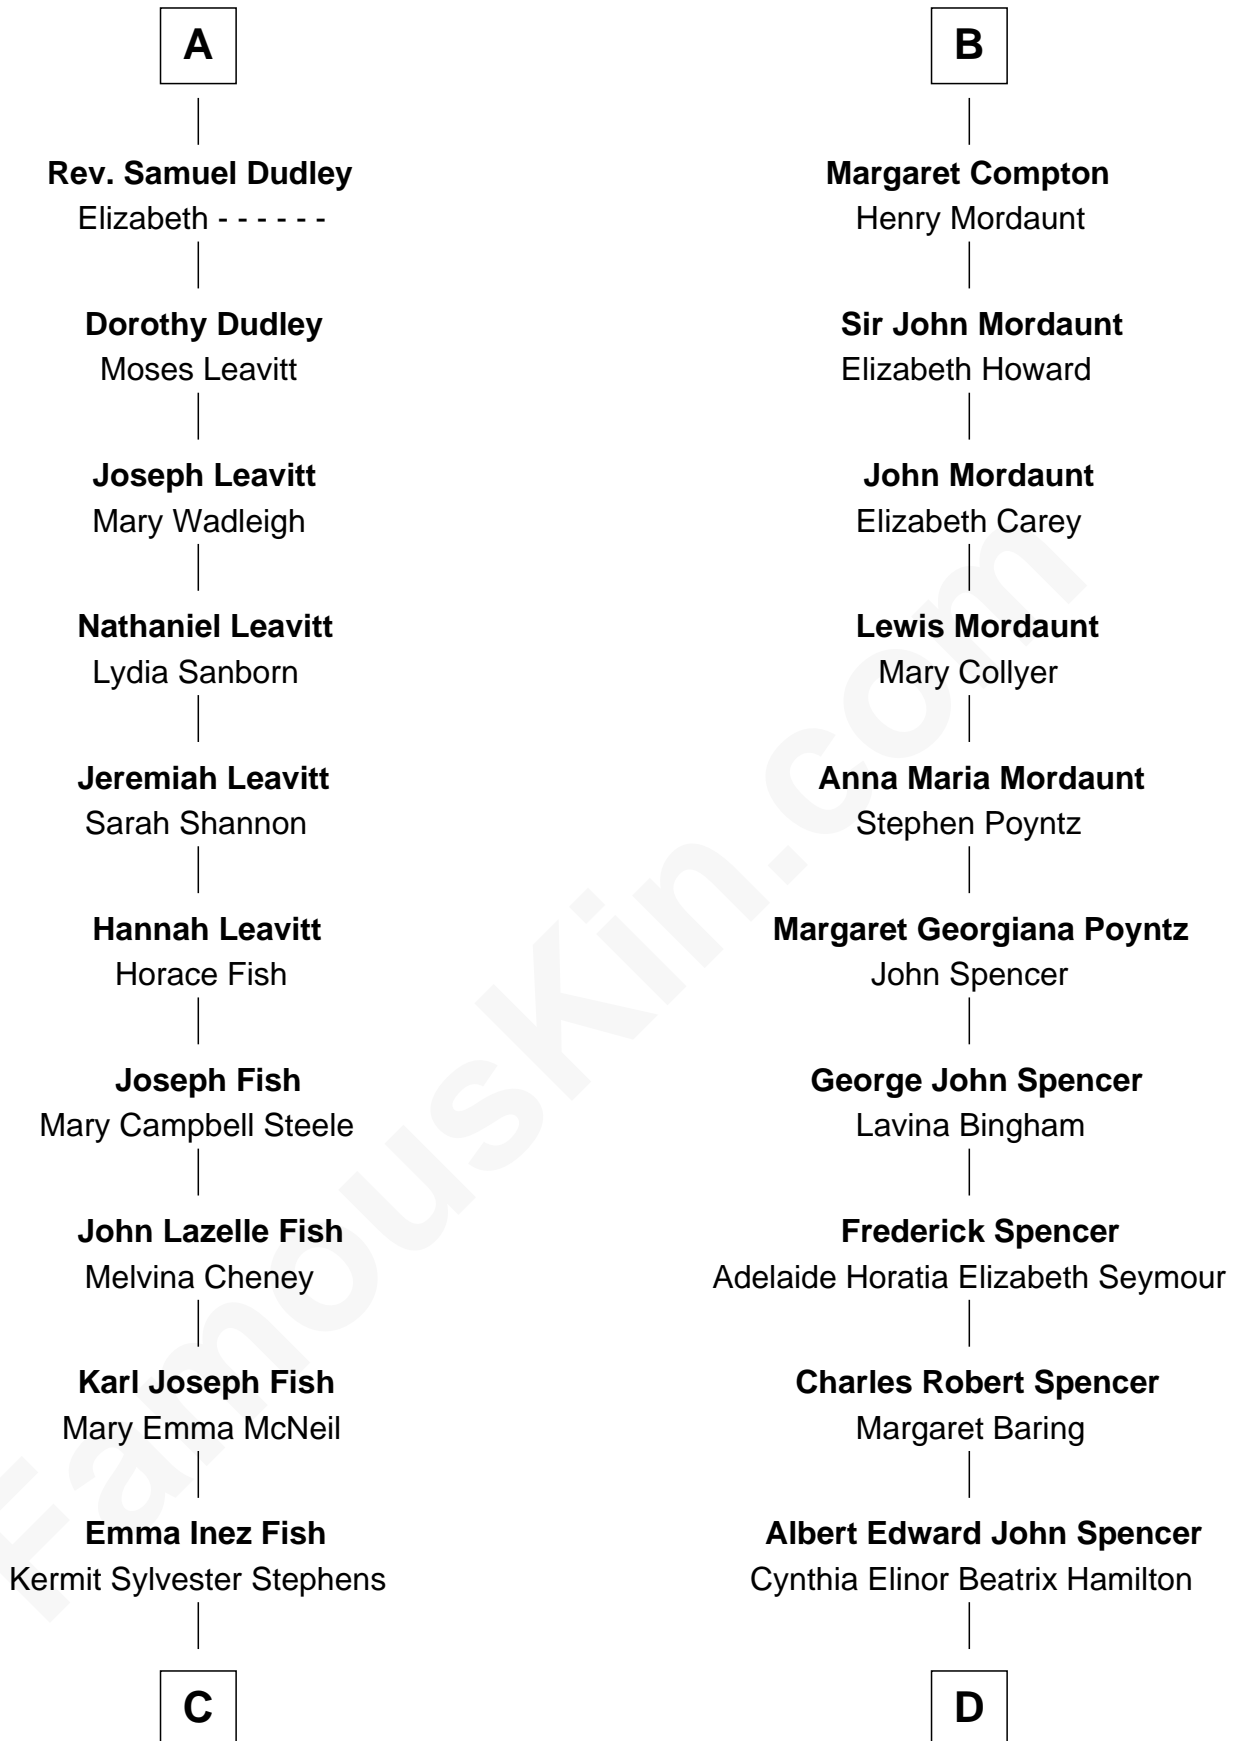 A
Rev. Samuel Dudley
Elizabeth - - - - - -
Dorothy Dudley
Moses Leavitt
Joseph Leavitt
Mary Wadleigh
Nathaniel Leavitt
Lydia Sanborn
Jeremiah Leavitt
Sarah Shannon
Hannah Leavitt
Horace Fish
Joseph Fish
Mary Campbell Steele
John Lazelle Fish
Melvina Cheney
Karl Joseph Fish
Mary Emma McNeil
Emma Inez Fish
Kermit Sylvester Stephens
C
B
Margaret Compton
Henry Mordaunt
Sir John Mordaunt
Elizabeth Howard
John Mordaunt
Elizabeth Carey
Lewis Mordaunt
Mary Collyer
Anna Maria Mordaunt
Stephen Poyntz
Margaret Georgiana Poyntz
John Spencer
George John Spencer
Lavina Bingham
Frederick Spencer
Adelaide Horatia Elizabeth Seymour
Charles Robert Spencer
Margaret Baring
Albert Edward John Spencer
Cynthia Elinor Beatrix Hamilton
D
FamousKin.com